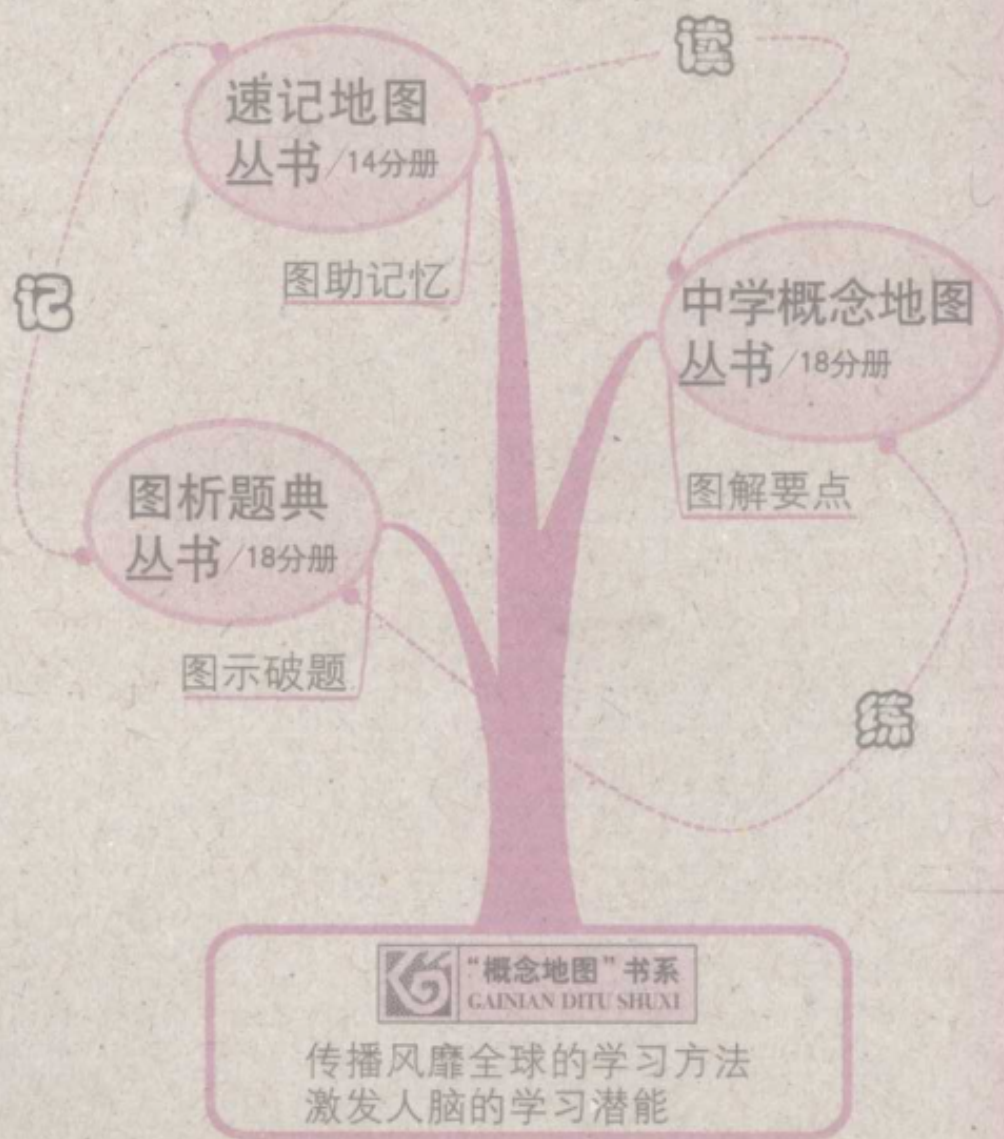 读
速记地图
丛书/14分册
图助记忆
记
中学概念地图
丛书/18分册
图解要点
图析题典
丛书/18分册
图示破题
练
“概念地图”书系
GAINIAN DITU SHUXI
传播风靡全球的学习方法
激发人脑的学习潜能